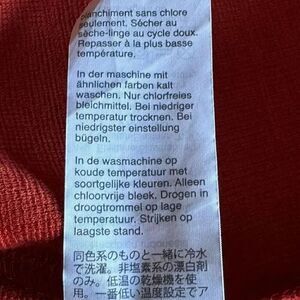 blanchiment sans chlore
seulement. Sécher au
sèche-linge au cycle doux.
Repasser à la plus basse
température.
In der maschine mit
ähnlichen farben kalt
waschen. Nur chlorfreies
bleichmittel. Bei niedriger
temperatur trocknen. Bei
niedrigster einstellung
bügeln.
In de wasmachine op
koude temperatuur met
soortgelijke kleuren. Alleen
chloorvrije bleek. Drogen in
droogtrommel op lage
temperatuur. Strijken op
laagste stand.
同色系のものと一緒に冷水
で洗濯。非塩素系の漂白剤
のみ。低温の乾燥機を使
用。一番低い温度設定でア